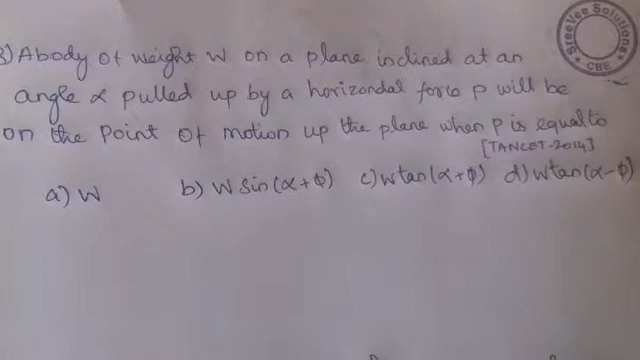 3) A body of weight W on a plane inclined at an
angle α pulled up by a horizondal force p will be
on the Point of motion up the plane when p is equal to
[TANCET-2014]
a) W b) W sin(α+ϕ) c) w tan(α+ϕ) d) w tan(α-ϕ)
SreeVee Solutions
CBE